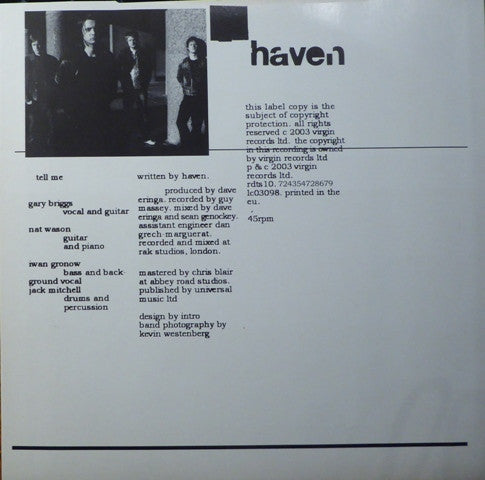 haven
this label copy is the
subject of copyright
protection. all rights
reserved c 2003 virgin
records ltd. the copyright
in this recording is owned
by virgin records ltd
p & c 2003 virgin
records ltd.
rdts10. 724354728679
lc03098. printed in the
eu.
45rpm
tell me
gary briggs
vocal and guitar
nat wason
guitar
and piano
iwan gronow
bass and back-
ground vocal
jack mitchell
drums and
percussion
written by haven.
produced by dave
eringa. recorded by guy
massey. mixed by dave
eringa and sean genockey.
assistant engineer dan
grech-marguerat.
recorded and mixed at
rak studios, london.
mastered by chris blair
at abbey road studios.
published by universal
music ltd
design by intro
band photography by
kevin westenberg